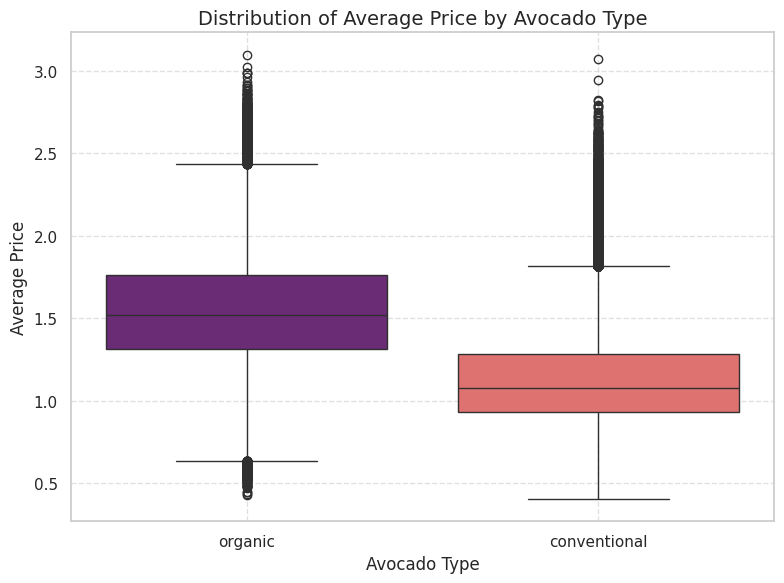 Distribution of Average Price by Avocado Type
Average Price
3.0
2.5
2.0
1.5
1.0
0.5
organic
conventional
Avocado Type